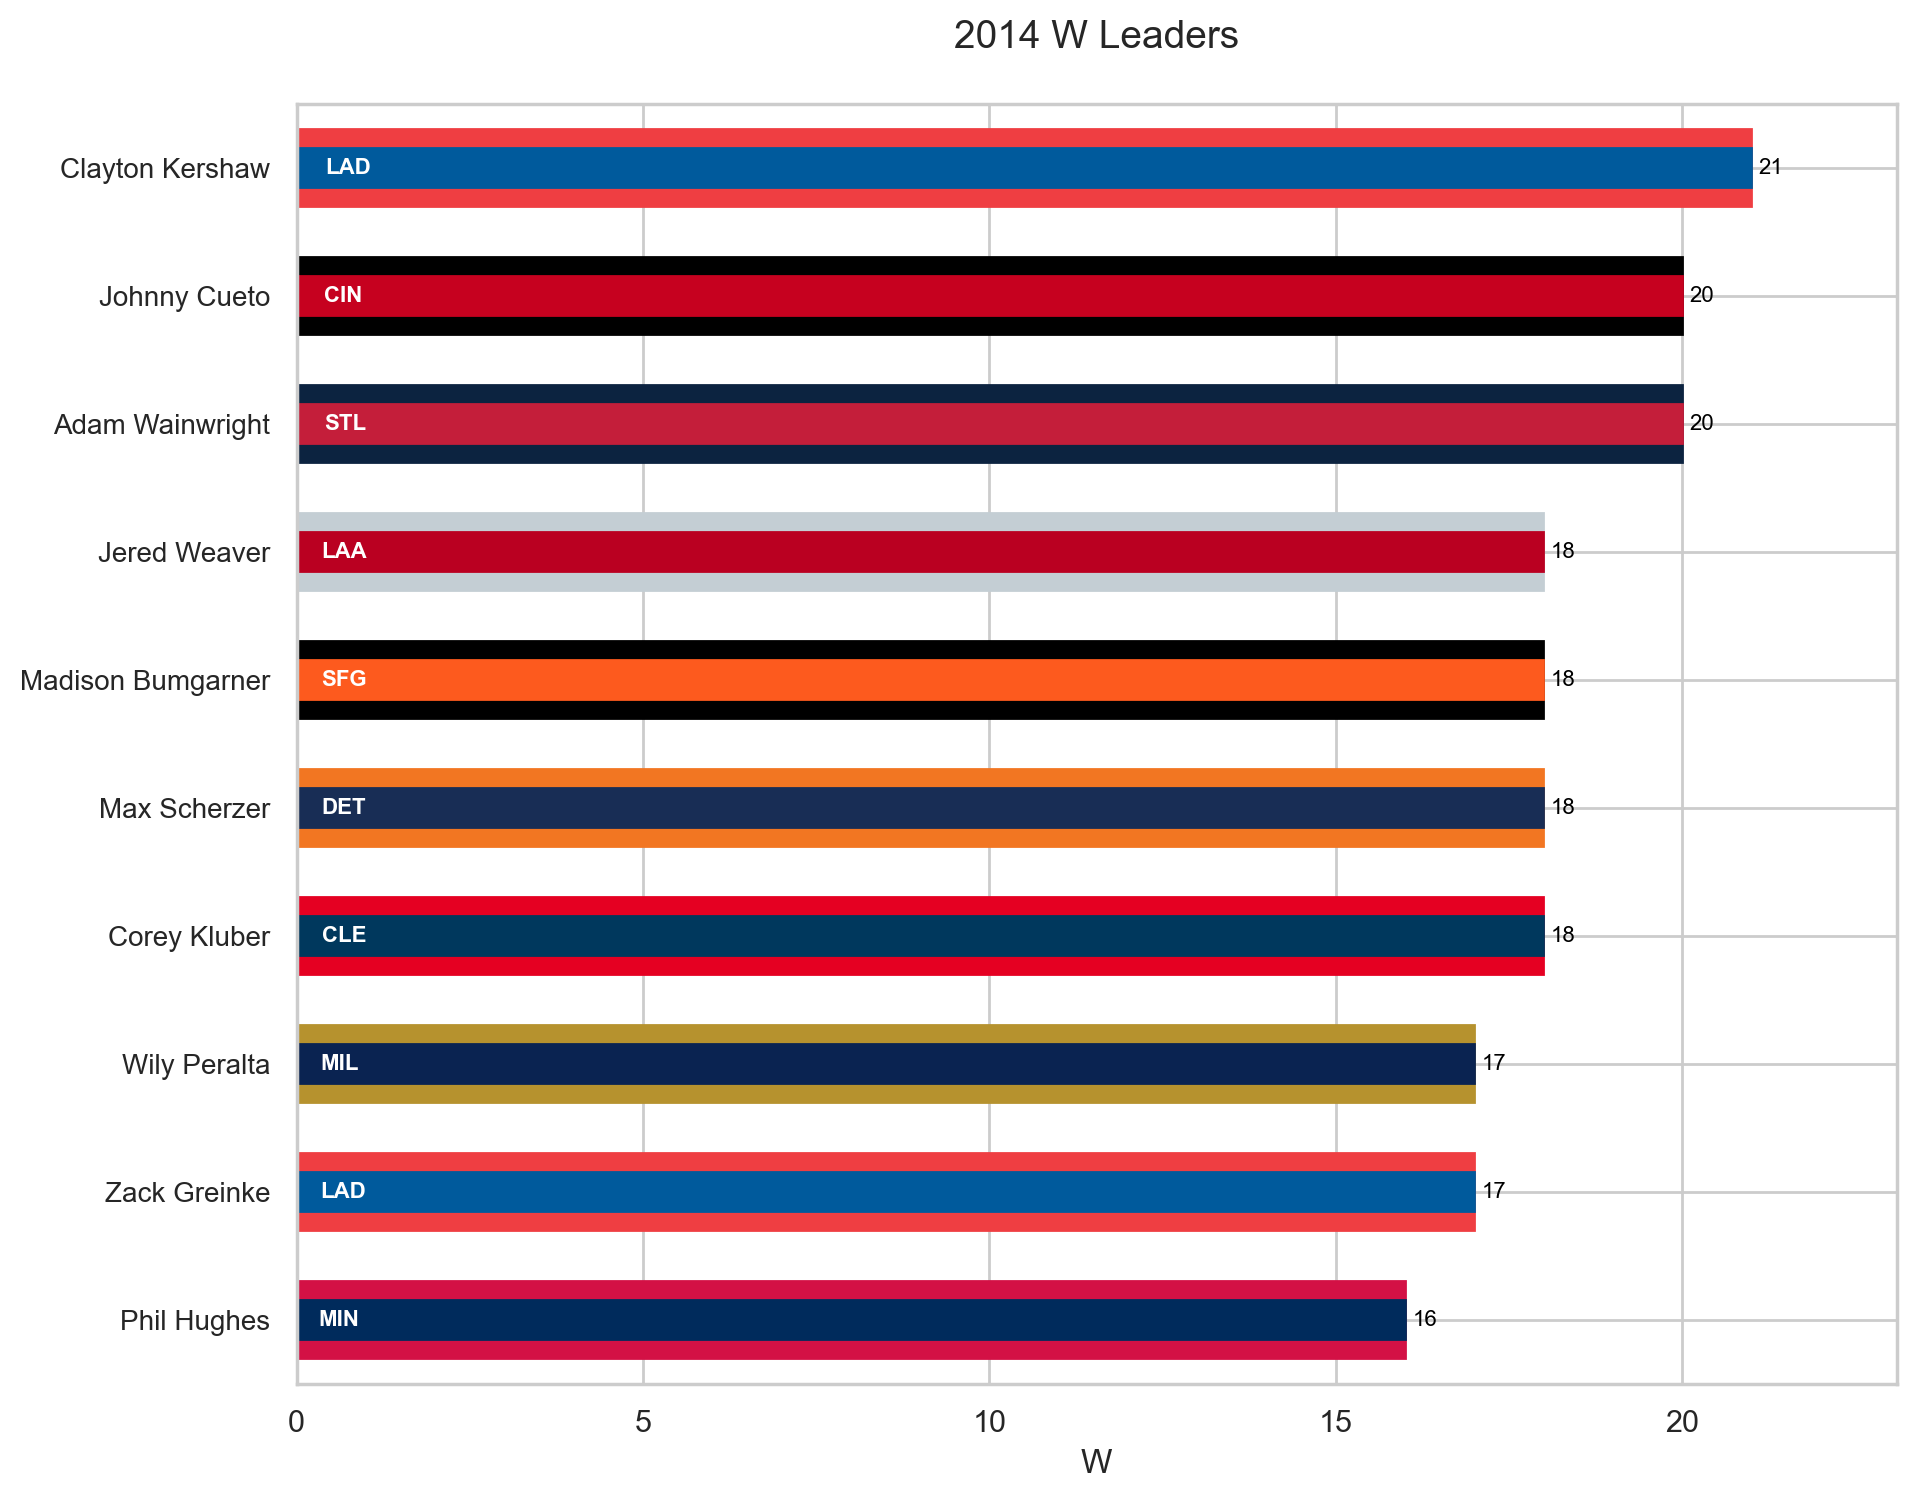 2014 W Leaders
Clayton Kershaw LAD 21
Johnny Cueto CIN 20
Adam Wainwright STL 20
Jered Weaver LAA 18
Madison Bumgarner SFG 18
Max Scherzer DET 18
Corey Kluber CLE 18
Wily Peralta MIL 17
Zack Greinke LAD 17
Phil Hughes MIN 16
0 5 10 15 20
W